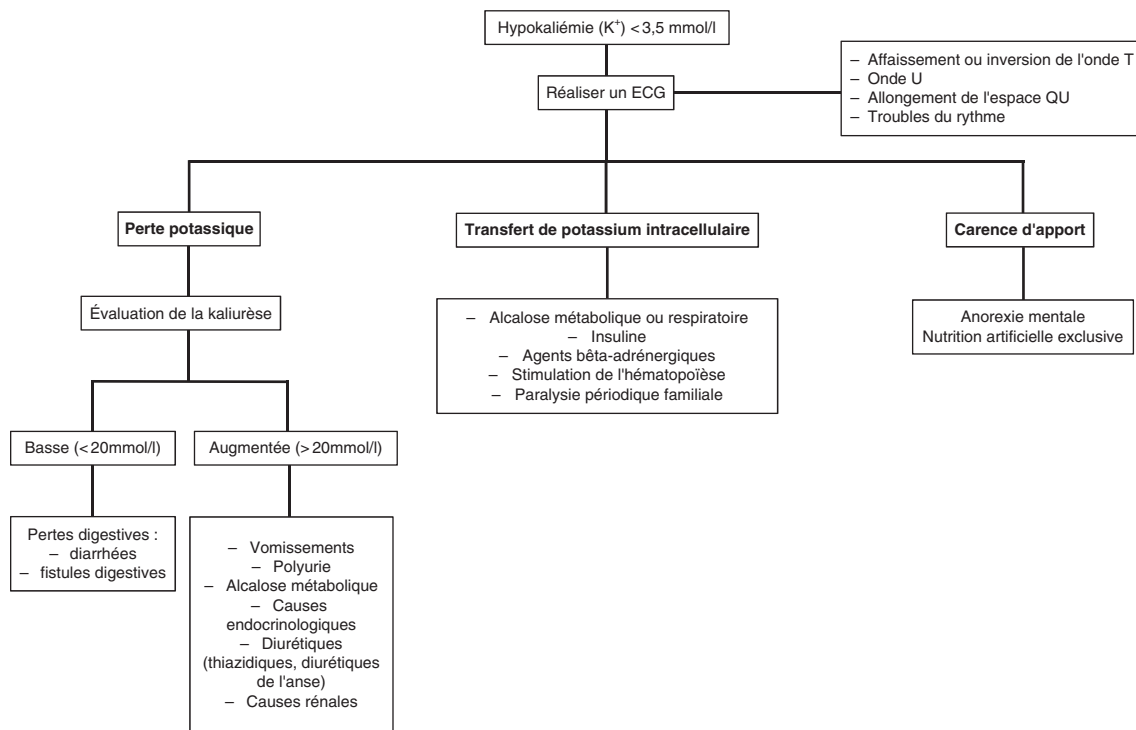 Hypokaliémie (K⁺) < 3,5 mmol/l
Réaliser un ECG
– Affaissement ou inversion de l'onde T
– Onde U
– Allongement de l'espace QU
– Troubles du rythme
Perte potassique
Transfert de potassium intracellulaire
Carence d'apport
Évaluation de la kaliurèse
– Alcalose métabolique ou respiratoire
– Insuline
– Agents bêta-adrénergiques
– Stimulation de l'hématopoïèse
– Paralysie périodique familiale
Anorexie mentale
Nutrition artificielle exclusive
Basse (< 20mmol/l)
Augmentée (> 20mmol/l)
Pertes digestives :
– diarrhées
– fistules digestives
– Vomissements
– Polyurie
– Alcalose métabolique
– Causes
endocrinologiques
– Diurétiques
(thiazidiques, diurétiques
de l'anse)
– Causes rénales